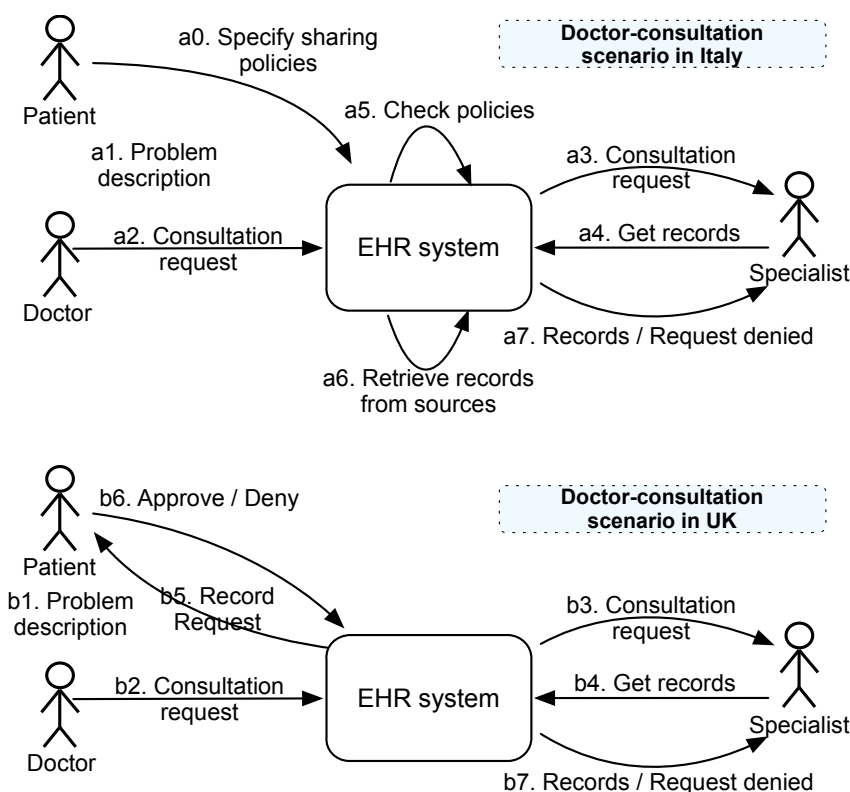 a0. Specify sharing
policies
Doctor-consultation
scenario in Italy
Patient
a5. Check policies
a1. Problem
description
a3. Consultation
request
a2. Consultation
request
EHR system
a4. Get records
Specialist
Doctor
a7. Records / Request denied
a6. Retrieve records
from sources
b6. Approve / Deny
Doctor-consultation
scenario in UK
Patient
b1. Problem
description
b5. Record
Request
b3. Consultation
request
b2. Consultation
request
EHR system
b4. Get records
Specialist
Doctor
b7. Records / Request denied